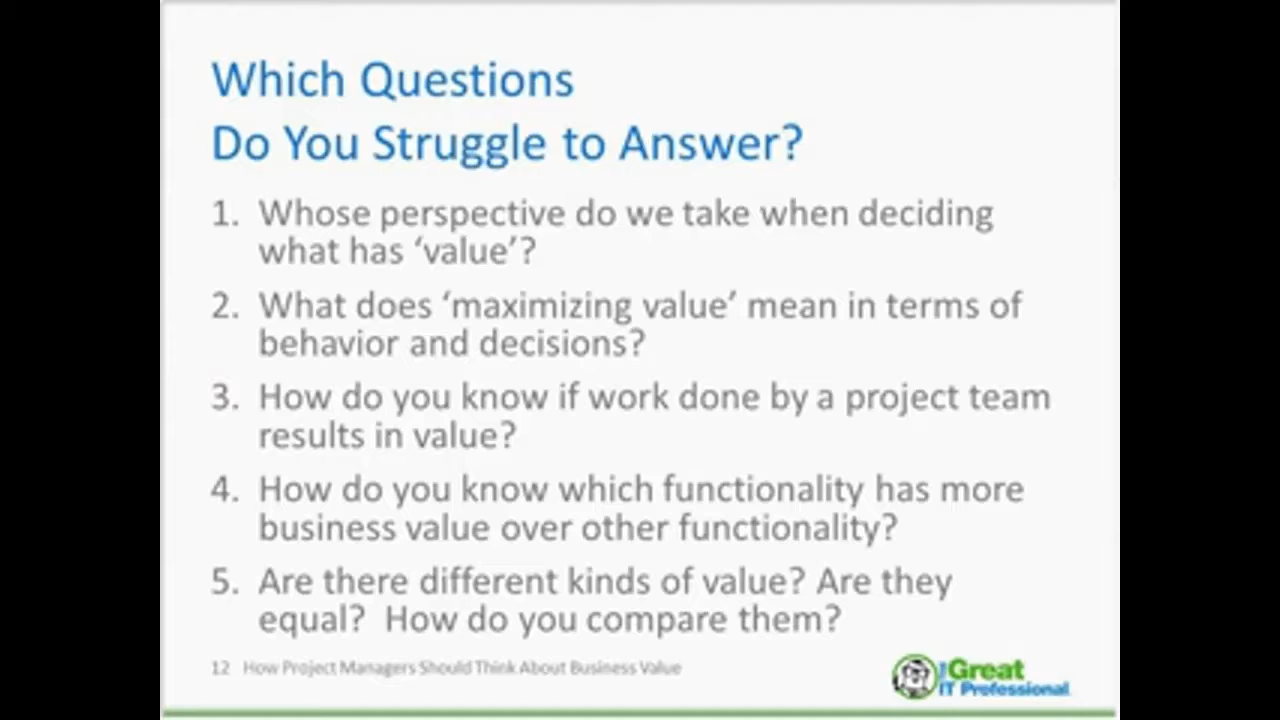 Which Questions
Do You Struggle to Answer?
1. Whose perspective do we take when deciding
what has ‘value’?
2. What does ‘maximizing value’ mean in terms of
behavior and decisions?
3. How do you know if work done by a project team
results in value?
4. How do you know which functionality has more
business value over other functionality?
5. Are there different kinds of value? Are they
equal?  How do you compare them?
12 How Project Managers Should Think About Business Value
Great
IT Professional